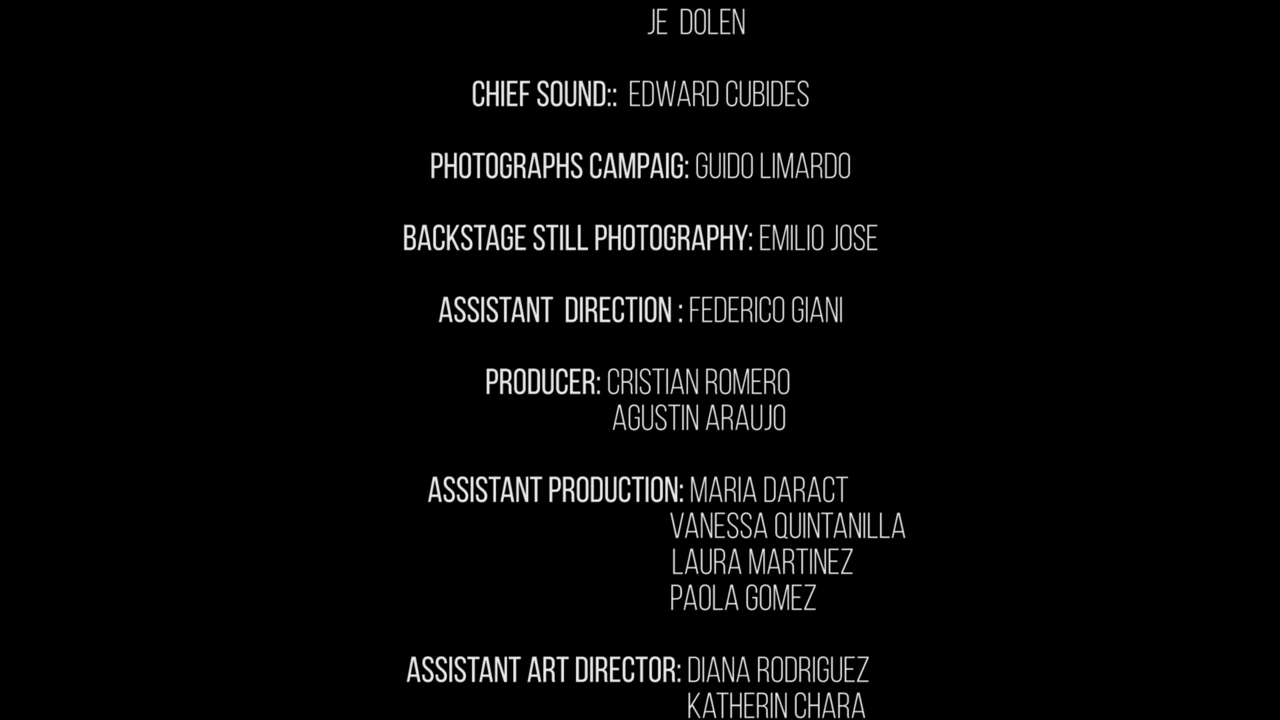 JE DOLEN
CHIEF SOUND:: EDWARD CUBIDES
PHOTOGRAPHS CAMPAIG: GUIDO LIMARDO
BACKSTAGE STILL PHOTOGRAPHY: EMILIO JOSE
ASSISTANT DIRECTION : FEDERICO GIANI
PRODUCER: CRISTIAN ROMERO
AGUSTIN ARAUJO
ASSISTANT PRODUCTION: MARIA DARACT
VANESSA QUINTANILLA
LAURA MARTINEZ
PAOLA GOMEZ
ASSISTANT ART DIRECTOR: DIANA RODRIGUEZ
KATHERIN CHARA